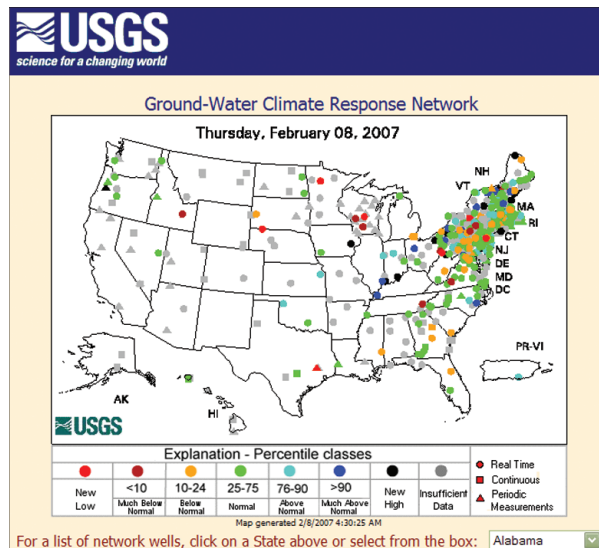 USGS
science for a changing world
Ground-Water Climate Response Network
Thursday, February 08, 2007
NH
VT
MA
RI
CT
NJ
DE
MD
DC
PR-VI
AK
HI
USGS
Explanation - Percentile classes
New Low
<10
Much Below Normal
10-24
Below Normal
25-75
Normal
76-90
Above Normal
>90
Much Above Normal
New High
Insufficient Data
Real Time
Continuous
Periodic Measurements
Map generated 2/8/2007 4:30:25 AM
For a list of network wells, click on a State above or select from the box: Alabama